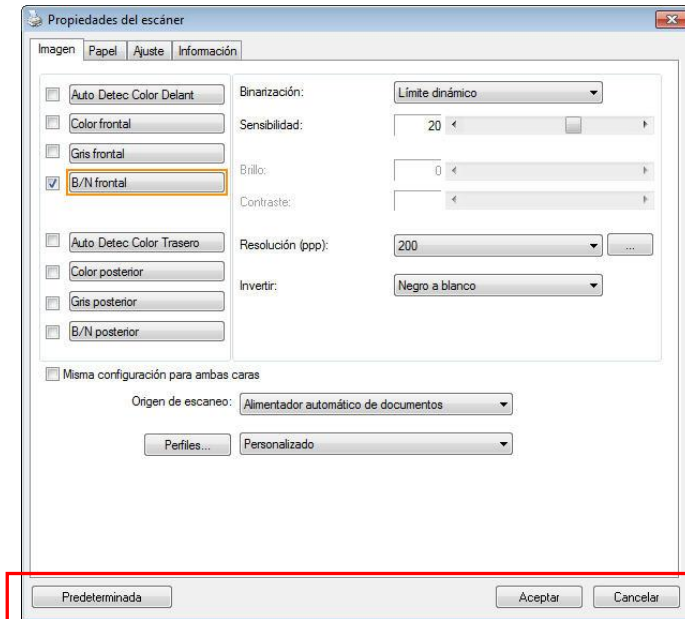 Propiedades del escáner
Imagen Papel Ajuste Información
Auto Detec Color Delant
Color frontal
Gris frontal
B/N frontal
Auto Detec Color Trasero
Color posterior
Gris posterior
B/N posterior
Binarización: Límite dinámico
Sensibilidad: 20
Brillo: 0
Contraste:
Resolución (ppp): 200 ...
Invertir: Negro a blanco
Misma configuración para ambas caras
Origen de escaneo: Alimentador automático de documentos
Perfiles... Personalizado
Predeterminada Aceptar Cancelar